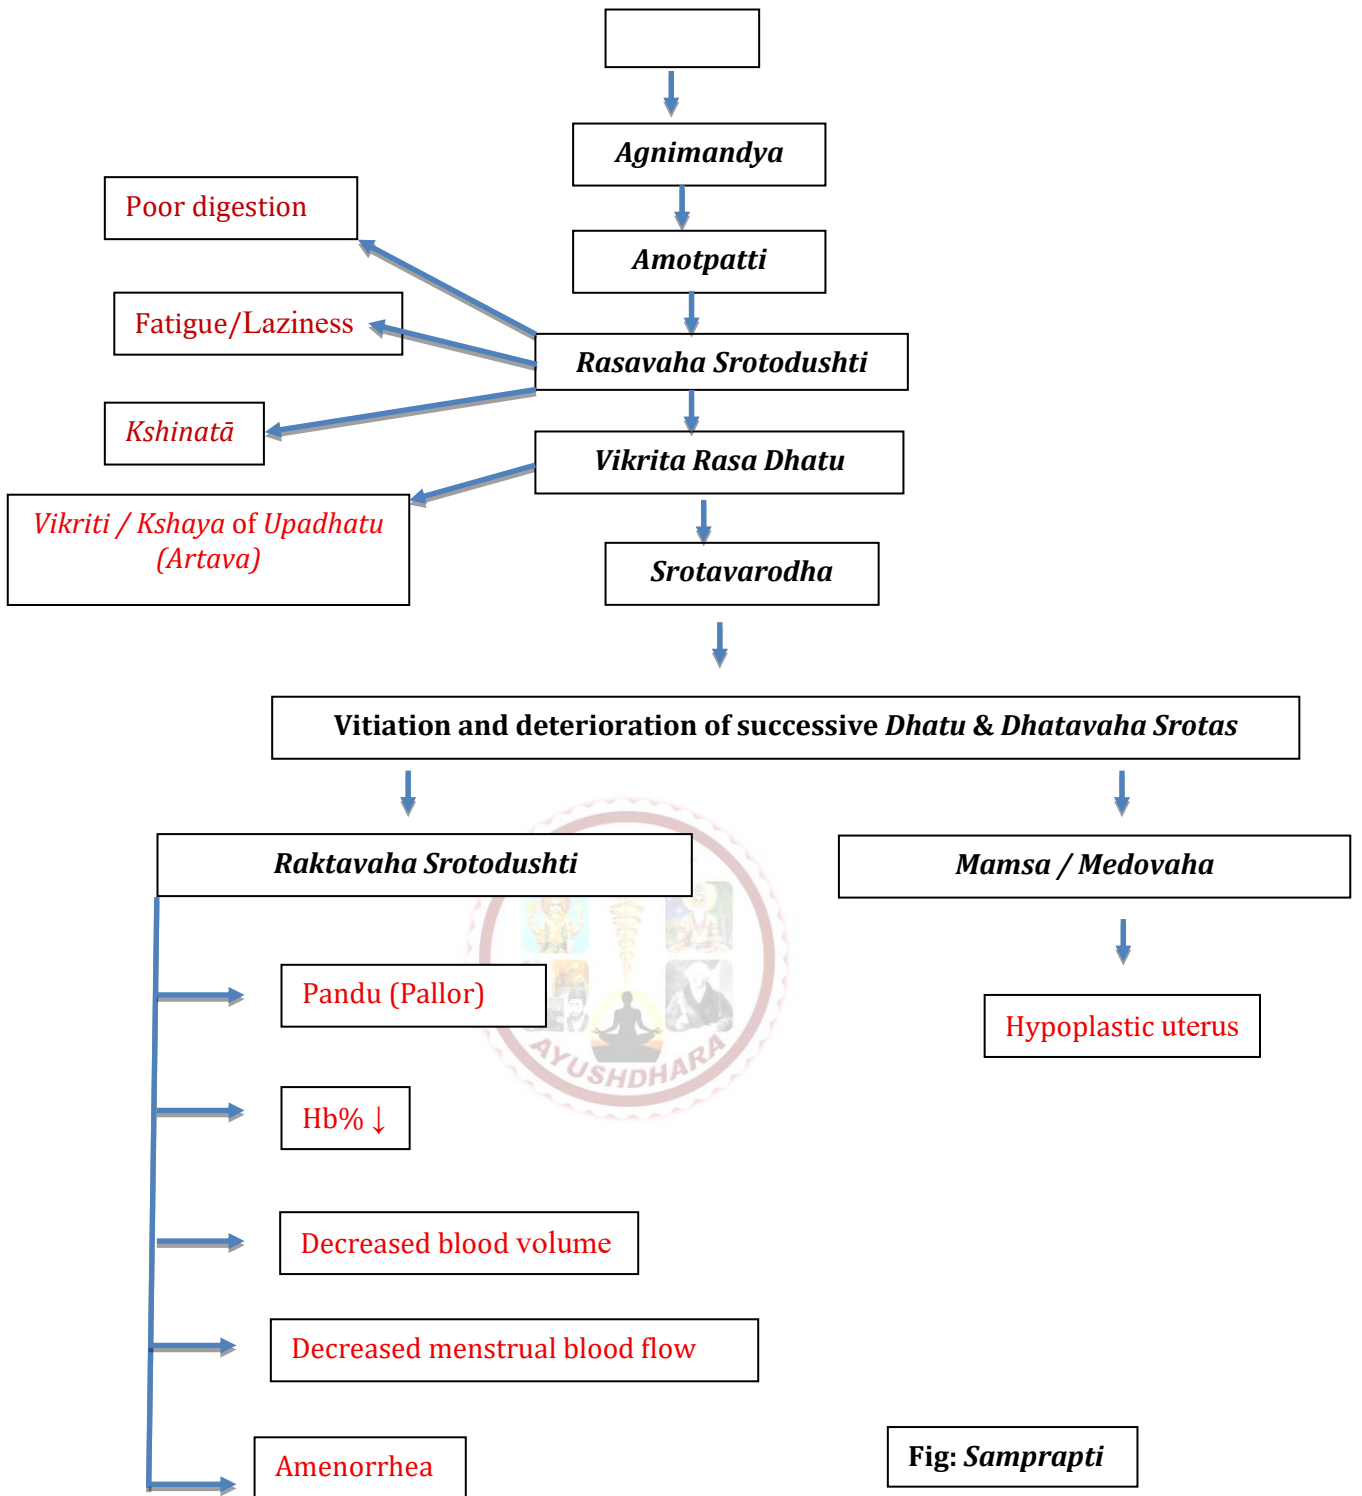 Agnimandya
Poor digestion
Amotpatti
Fatigue/Laziness
Rasavaha Srotodushti
Kshinatā
Vikrita Rasa Dhatu
Vikriti / Kshaya of Upadhatu
(Artava)
Srotavarodha
Vitiation and deterioration of successive Dhatu & Dhatavaha Srotas
Raktavaha Srotodushti
Mamsa / Medovaha
Pandu (Pallor)
Hypoplastic uterus
AYUSHDHARA
Hb% ↓
Decreased blood volume
Decreased menstrual blood flow
Amenorrhea
Fig: Samprapti